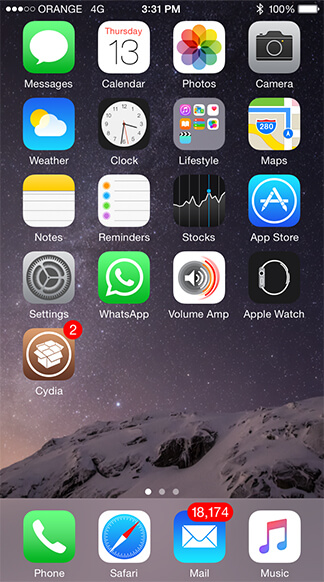 ORANGE 4G 3:31 PM 100%
Thursday
13
Messages Calendar Photos Camera
280
Weather Clock Lifestyle Maps
Notes Reminders Stocks App Store
Settings WhatsApp Volume Amp Apple Watch
2
Cydia
18,174
Phone Safari Mail Music